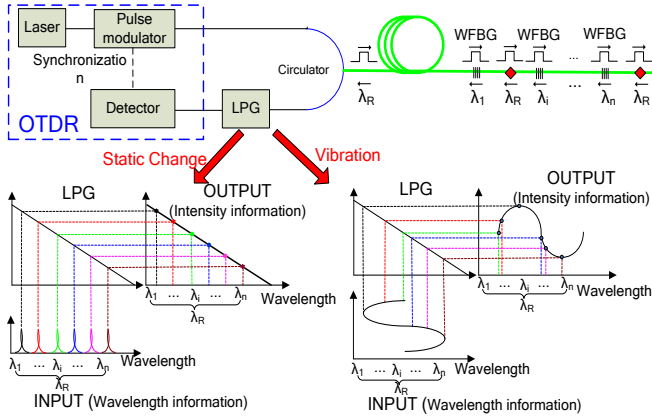 Laser
Pulse
modulator
Synchronizatio
n
Detector
OTDR
LPG
Circulator
λR
WFBG
WFBG
WFBG
...
λ1
λR
λi
...
λn
λR
Static Change
Vibration
LPG
OUTPUT
(Intensity information)
λ1 ... λi ... λn
Wavelength
λR
λ1 ... λi ... λn
Wavelength
λR
INPUT (Wavelength information)
LPG
OUTPUT
(Intensity information)
λ1 ... λi ... λn
Wavelength
λR
Wavelength
λ1 ... λi ... λn
λR
INPUT (Wavelength information)